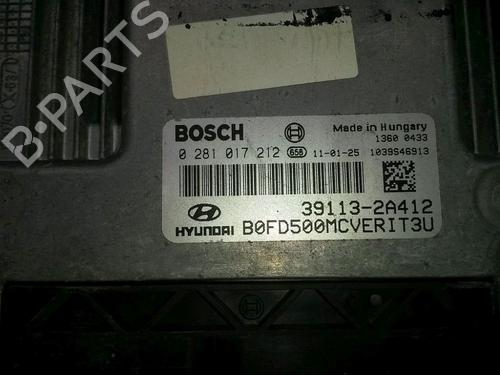 BOSCH
Made in Hungary
1360 0433
0 281 017 212 658 11-01-25 1039S46913
39113-2A412
HYUNDAI B0FD500MCVERIT3U
B-PARTS